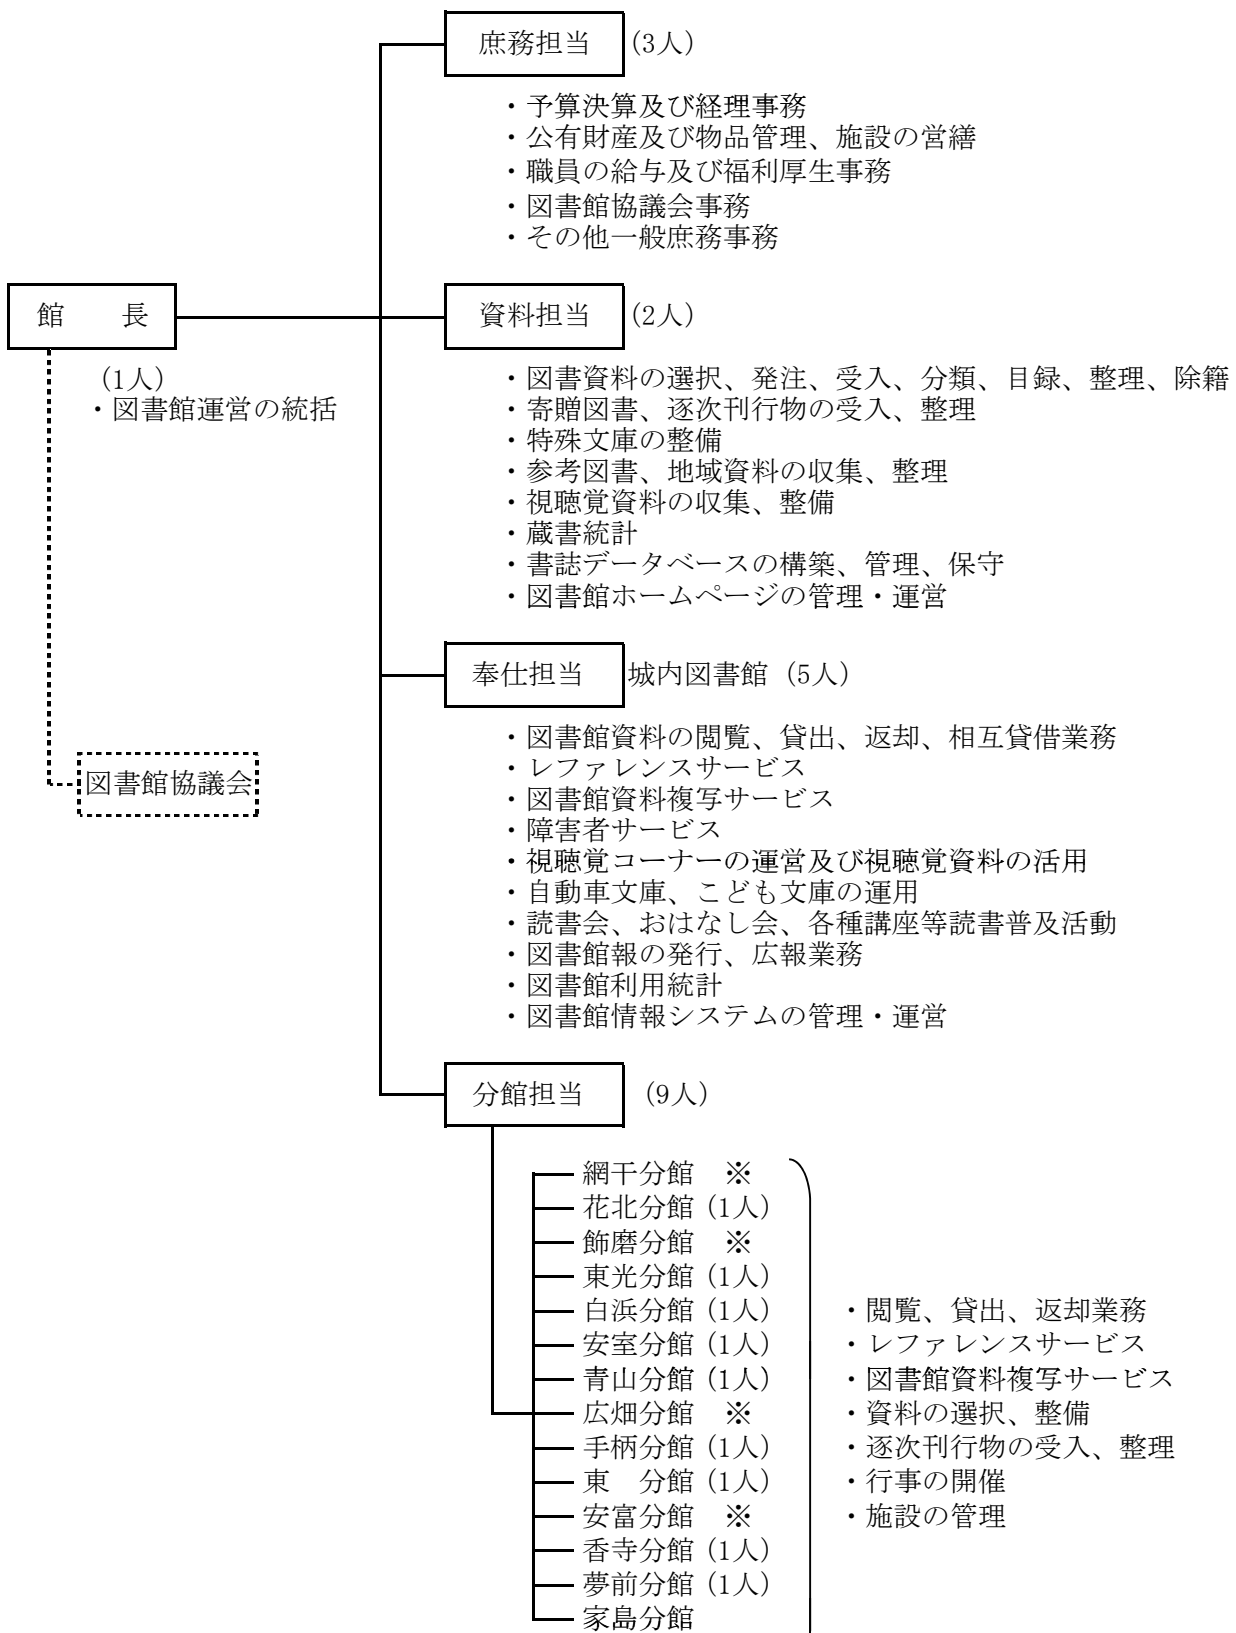 庶務担当 (3人)
・予算決算及び経理事務
・公有財産及び物品管理、施設の営繕
・職員の給与及び福利厚生事務
・図書館協議会事務
・その他一般庶務事務
館　　長
(1人)
・図書館運営の統括
図書館協議会
資料担当 (2人)
・図書資料の選択、発注、受入、分類、目録、整理、除籍
・寄贈図書、逐次刊行物の受入、整理
・特殊文庫の整備
・参考図書、地域資料の収集、整理
・視聴覚資料の収集、整備
・蔵書統計
・書誌データベースの構築、管理、保守
・図書館ホームページの管理・運営
奉仕担当 城内図書館 (5人)
・図書館資料の閲覧、貸出、返却、相互貸借業務
・レファレンスサービス
・図書館資料複写サービス
・障害者サービス
・視聴覚コーナーの運営及び視聴覚資料の活用
・自動車文庫、こども文庫の運用
・読書会、おはなし会、各種講座等読書普及活動
・図書館報の発行、広報業務
・図書館利用統計
・図書館情報システムの管理・運営
分館担当 (9人)
網干分館　※
花北分館 (1人)
飾磨分館　※
東光分館 (1人)
白浜分館 (1人)
安室分館 (1人)
青山分館 (1人)
広畑分館　※
手柄分館 (1人)
東　分館 (1人)
安富分館　※
香寺分館 (1人)
夢前分館 (1人)
家島分館
・閲覧、貸出、返却業務
・レファレンスサービス
・図書館資料複写サービス
・資料の選択、整備
・逐次刊行物の受入、整理
・行事の開催
・施設の管理